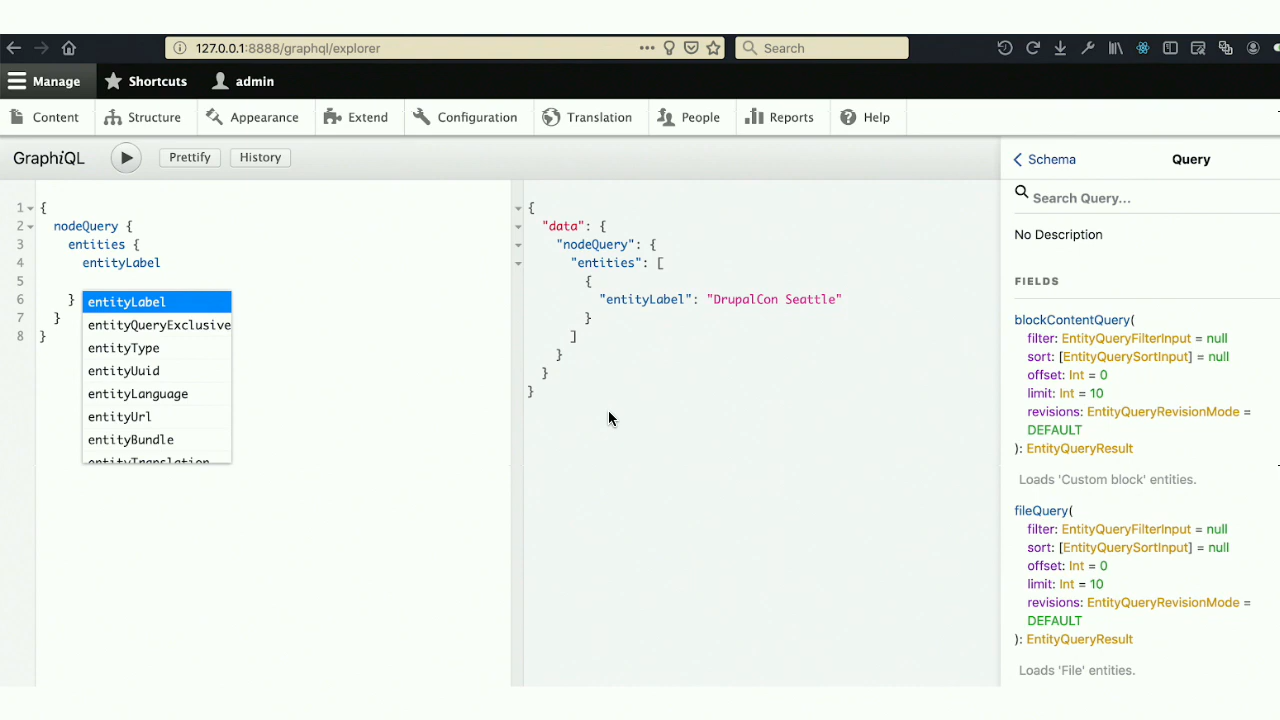 127.0.0.1:8888/graphql/explorer
Search
Manage
Shortcuts
admin
Content
Structure
Appearance
Extend
Configuration
Translation
People
Reports
Help
GraphiQL
Prettify
History
Schema
Query
Search Query...
No Description
FIELDS
1 {
2 nodeQuery {
3 entities {
4 entityLabel
5
6 }
7 }
8 }
entityLabel
entityQueryExclusive
entityType
entityUuid
entityLanguage
entityUrl
entityBundle
entityTranslation
{
"data": {
"nodeQuery": {
"entities": [
{
"entityLabel": "DrupalCon Seattle"
}
]
}
}
}
blockContentQuery(
filter: EntityQueryFilterInput = null
sort: [EntityQuerySortInput] = null
offset: Int = 0
limit: Int = 10
revisions: EntityQueryRevisionMode =
DEFAULT
): EntityQueryResult
Loads 'Custom block' entities.
fileQuery(
filter: EntityQueryFilterInput = null
sort: [EntityQuerySortInput] = null
offset: Int = 0
limit: Int = 10
revisions: EntityQueryRevisionMode =
DEFAULT
): EntityQueryResult
Loads 'File' entities.